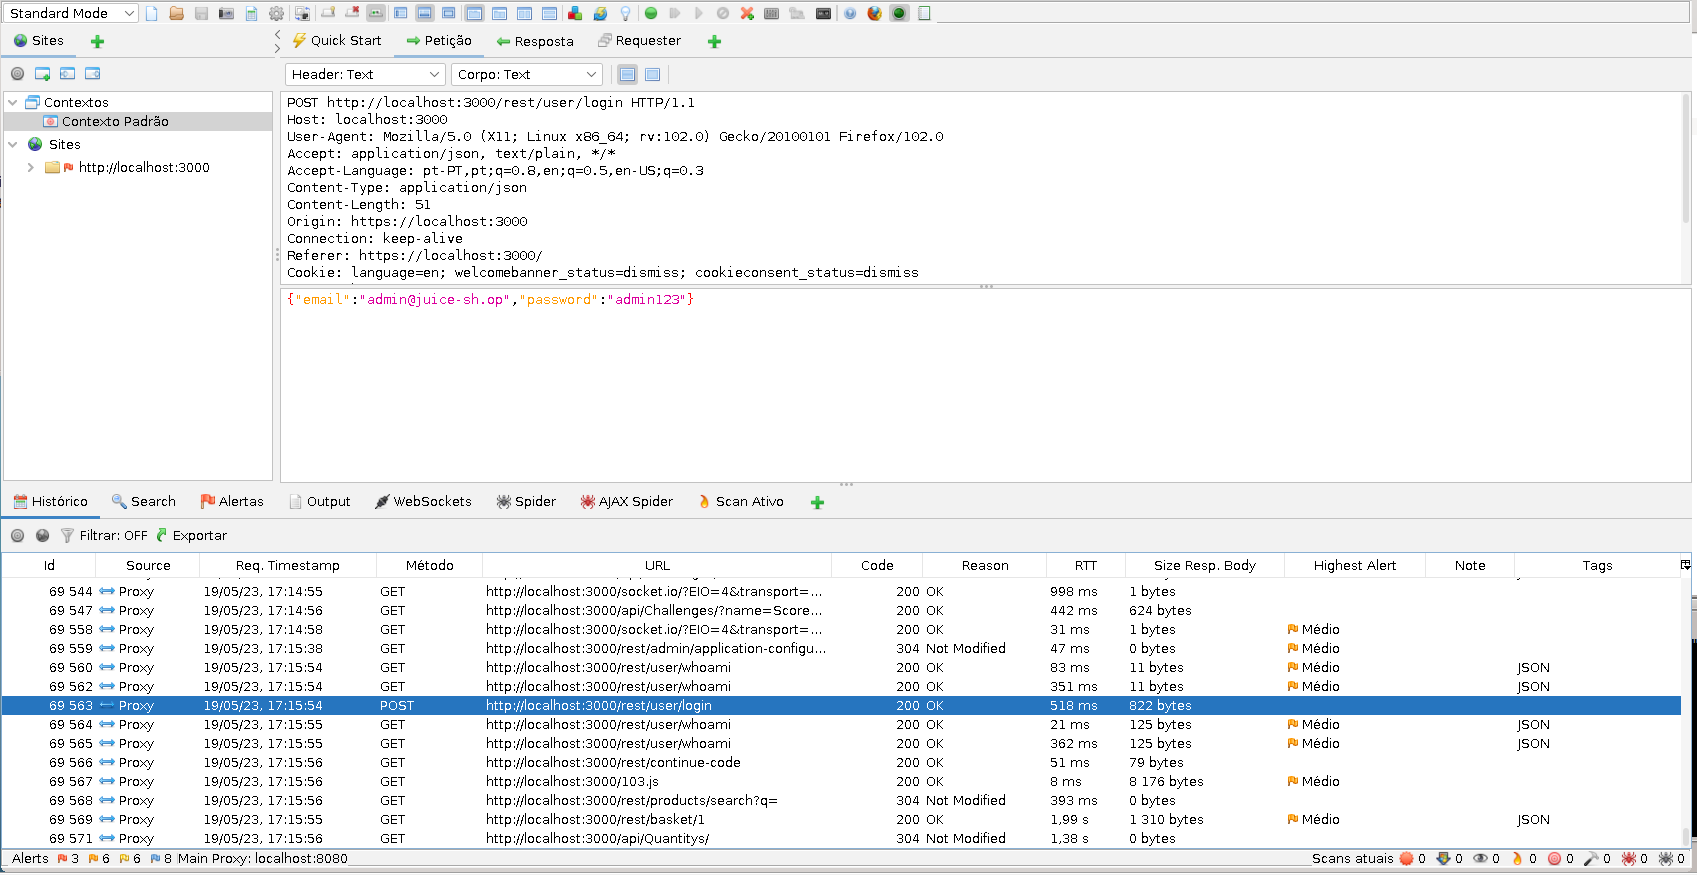 Standard Mode
Sites
Quick Start
Petição
Resposta
Requester
Header: Text
Corpo: Text
Contextos
Contexto Padrão
Sites
http://localhost:3000
POST http://localhost:3000/rest/user/login HTTP/1.1
Host: localhost:3000
User-Agent: Mozilla/5.0 (X11; Linux x86_64; rv:102.0) Gecko/20100101 Firefox/102.0
Accept: application/json, text/plain, */*
Accept-Language: pt-PT,pt;q=0.8,en;q=0.5,en-US;q=0.3
Content-Type: application/json
Content-Length: 51
Origin: https://localhost:3000
Connection: keep-alive
Referer: https://localhost:3000/
Cookie: language=en; welcomebanner_status=dismiss; cookieconsent_status=dismiss
{"email":"admin@juice-sh.op","password":"admin123"}
Histórico
Search
Alertas
Output
WebSockets
Spider
AJAX Spider
Scan Ativo
Filtrar: OFF
Exportar
Id Source Req. Timestamp Método URL Code Reason RTT Size Resp. Body Highest Alert Note Tags
69 544 Proxy 19/05/23, 17:14:55 GET http://localhost:3000/socket.io/?EIO=4&transport=... 200 OK 998 ms 1 bytes
69 547 Proxy 19/05/23, 17:14:58 GET http://localhost:3000/api/Challenges/?name=Score... 200 OK 442 ms 624 bytes
69 558 Proxy 19/05/23, 17:14:58 GET http://localhost:3000/socket.io/?EIO=4&transport=... 200 OK 31 ms 1 bytes Médio
69 559 Proxy 19/05/23, 17:15:38 GET http://localhost:3000/rest/admin/application-configu... 304 Not Modified 47 ms 0 bytes Médio
69 560 Proxy 19/05/23, 17:15:54 GET http://localhost:3000/rest/user/whoami 200 OK 83 ms 11 bytes Médio JSON
69 562 Proxy 19/05/23, 17:15:54 GET http://localhost:3000/rest/user/whoami 200 OK 351 ms 11 bytes Médio JSON
69 563 Proxy 19/05/23, 17:15:54 POST http://localhost:3000/rest/user/login 200 OK 518 ms 822 bytes
69 564 Proxy 19/05/23, 17:15:55 GET http://localhost:3000/rest/user/whoami 200 OK 21 ms 125 bytes Médio JSON
69 565 Proxy 19/05/23, 17:15:55 GET http://localhost:3000/rest/user/whoami 200 OK 362 ms 125 bytes Médio JSON
69 566 Proxy 19/05/23, 17:15:56 GET http://localhost:3000/rest/continue-code 200 OK 51 ms 79 bytes
69 567 Proxy 19/05/23, 17:15:56 GET http://localhost:3000/103.js 200 OK 8 ms 8 176 bytes Médio
69 568 Proxy 19/05/23, 17:15:56 GET http://localhost:3000/rest/products/search?q= 304 Not Modified 393 ms 0 bytes
69 569 Proxy 19/05/23, 17:15:55 GET http://localhost:3000/rest/basket/1 200 OK 1,99 s 1 310 bytes Médio JSON
69 571 Proxy 19/05/23, 17:15:56 GET http://localhost:3000/api/Quantitys/ 304 Not Modified 1,38 s 0 bytes
Alerts 3 6 6 8 Main Proxy: localhost:8080 Scans atuais 0 0 0 0 0 0 0 0